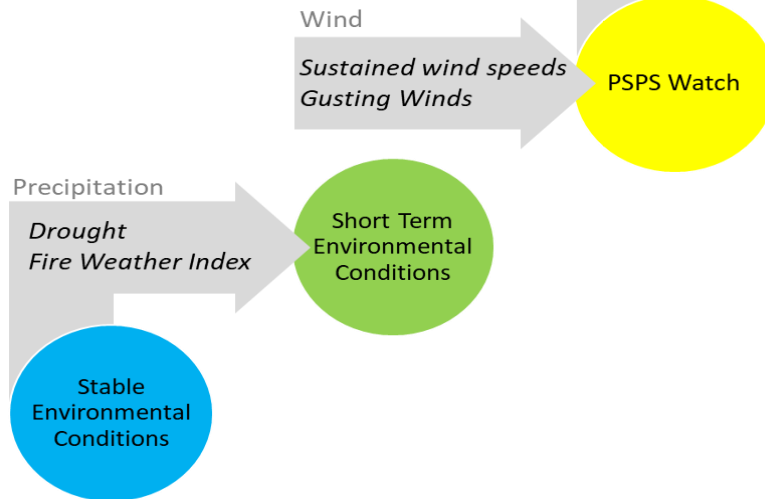 Wind
Sustained wind speeds
Gusting Winds
PSPS Watch
Precipitation
Drought
Fire Weather Index
Short Term
Environmental
Conditions
Stable
Environmental
Conditions